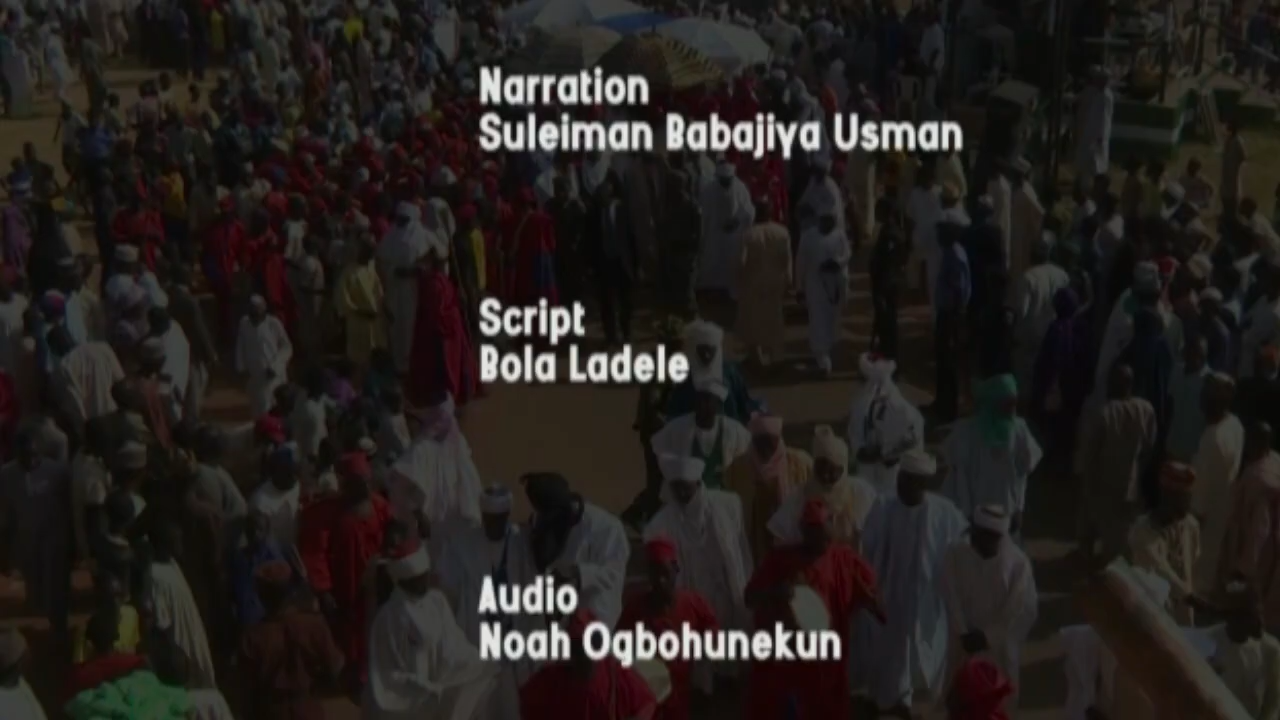 Narration
Suleiman Babajiya Usman
Script
Bola Ladele
Audio
Noah Ogbohunekun